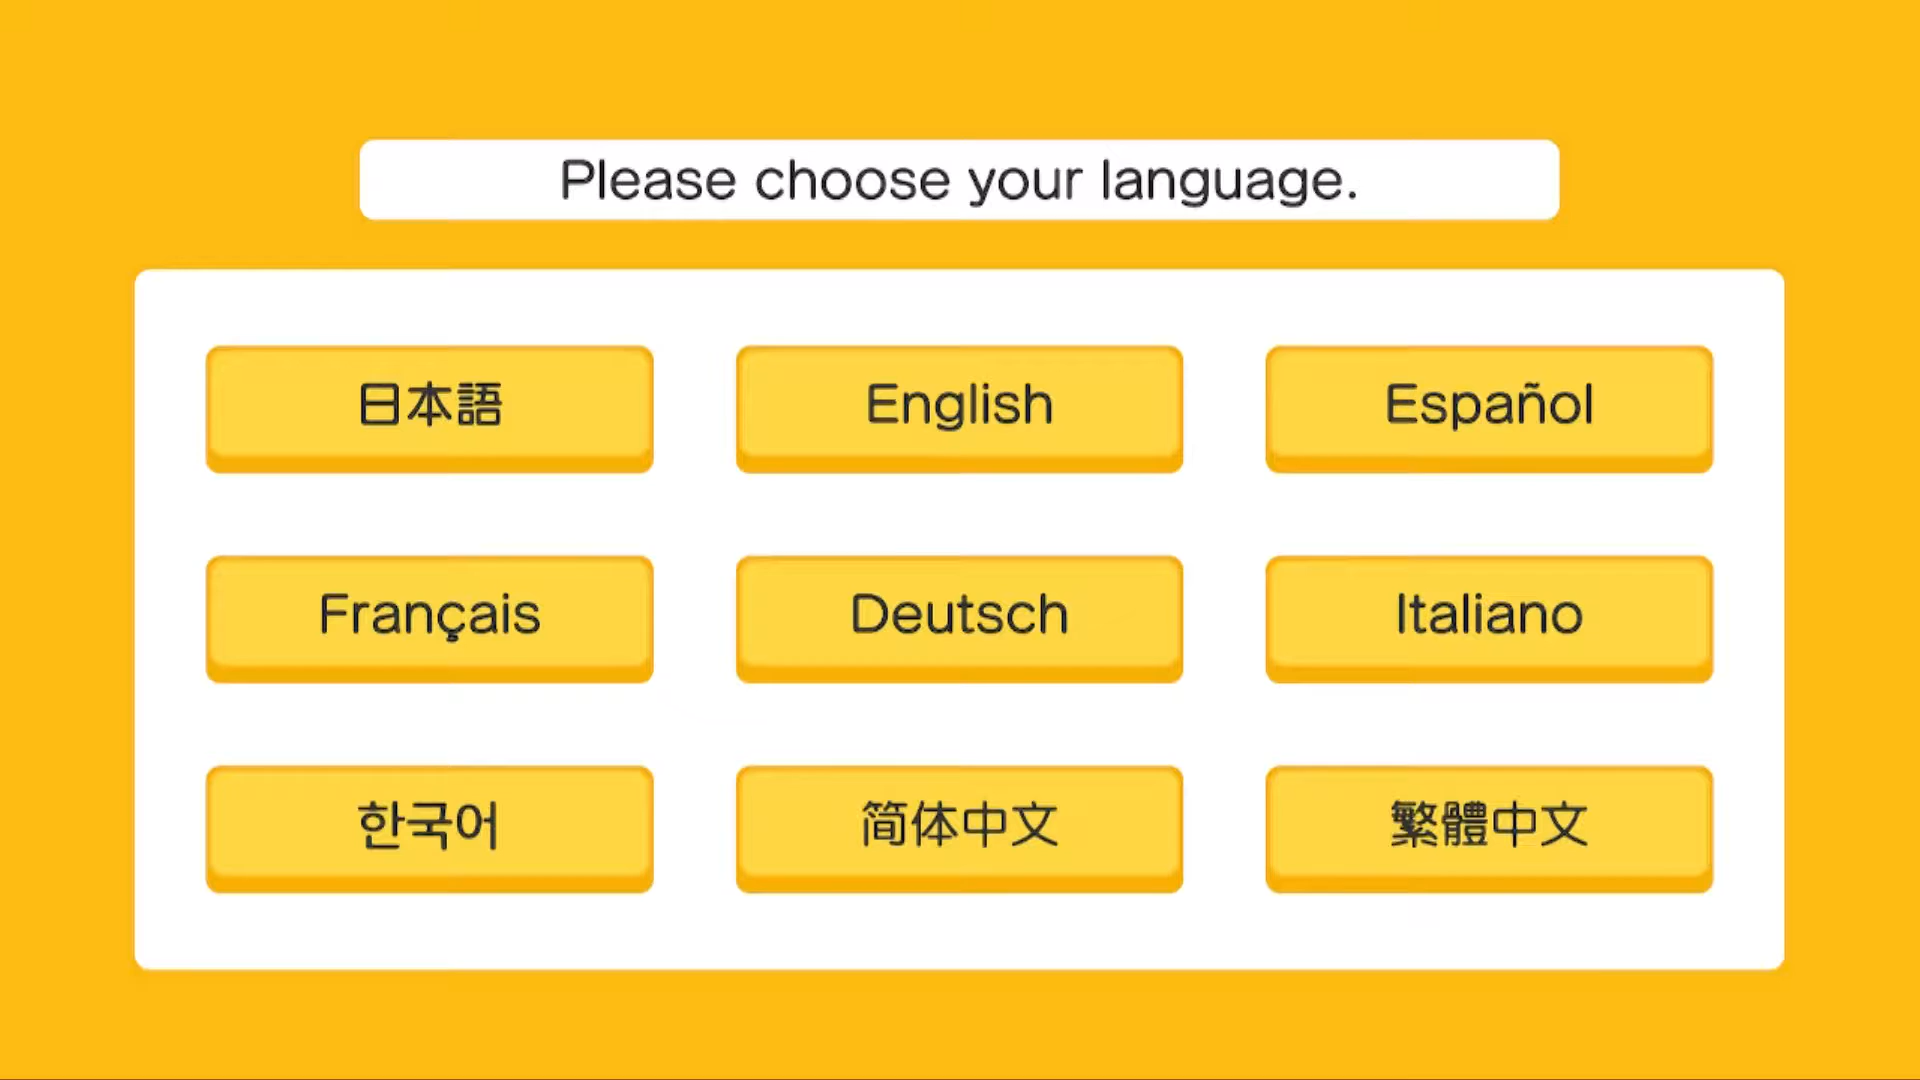 Please choose your language.
日本語
English
Español
Français
Deutsch
Italiano
한국어
简体中文
繁體中文